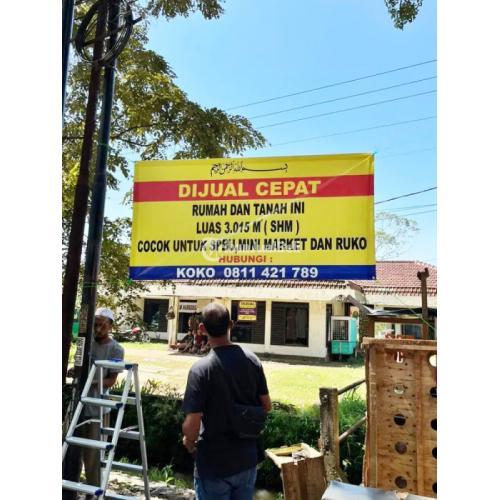 بسم الله الرحمن الرحيم
DIJUAL CEPAT
RUMAH DAN TANAH INI
LUAS 3.015 M ( SHM )
COCOK UNTUK SPBU,MINI MARKET DAN RUKO
HUBUNGI :
KOKO 0811 421 789